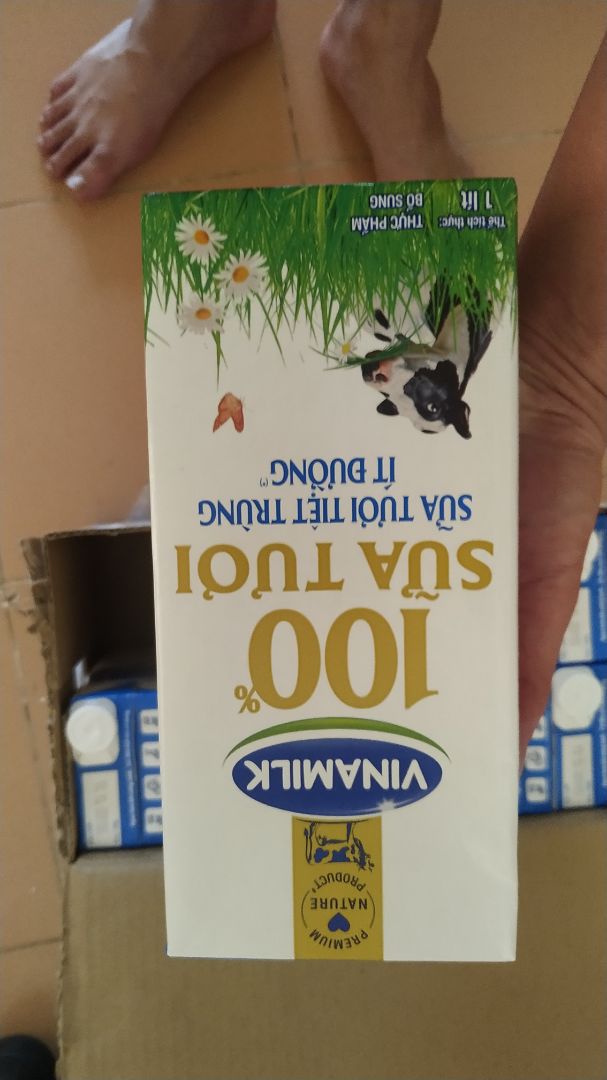 PREMIUM
NATURE
PRODUCT
VINAMILK
100%
SỮA TƯƠI
SỮA TƯƠI TIỆT TRÙNG
ÍT ĐƯỜNG(*)
Thể tích thực:
1 lít
THỰC PHẨM
BỔ SUNG